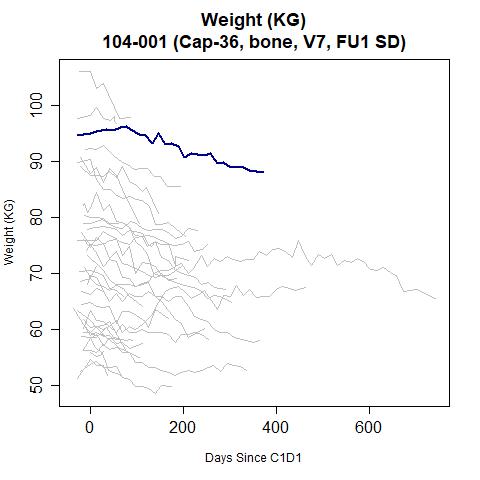 Weight (KG)
104-001 (Cap-36, bone, V7, FU1 SD)
Weight (KG)
100
90
80
70
60
50
0
200
400
600
Days Since C1D1